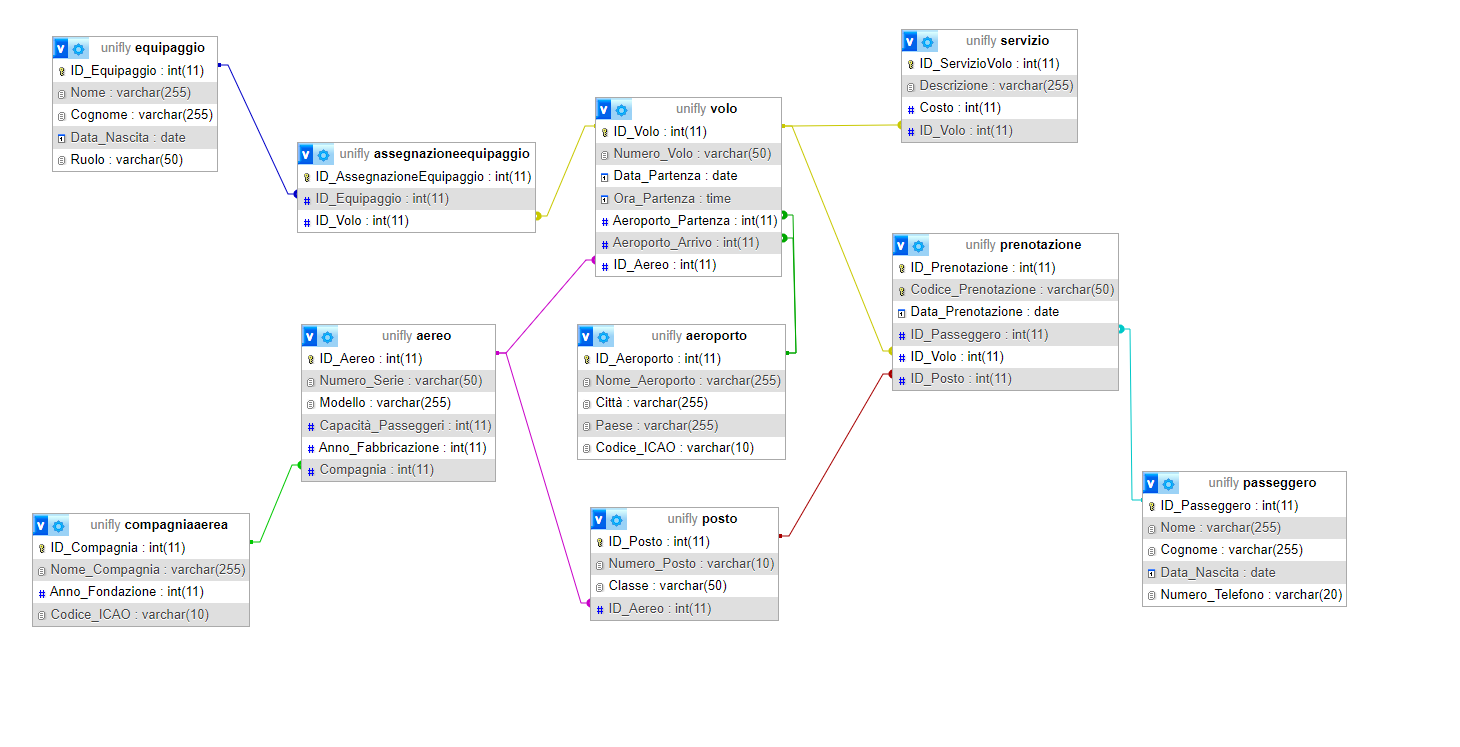 unifly equipaggio
ID_Equipaggio : int(11)
Nome : varchar(255)
Cognome : varchar(255)
Data_Nascita : date
Ruolo : varchar(50)
unifly assegnazioneequipaggio
ID_AssegnazioneEquipaggio : int(11)
ID_Equipaggio : int(11)
ID_Volo : int(11)
unifly volo
ID_Volo : int(11)
Numero_Volo : varchar(50)
Data_Partenza : date
Ora_Partenza : time
Aeroporto_Partenza : int(11)
Aeroporto_Arrivo : int(11)
ID_Aereo : int(11)
unifly servizio
ID_ServizioVolo : int(11)
Descrizione : varchar(255)
Costo : int(11)
ID_Volo : int(11)
unifly prenotazione
ID_Prenotazione : int(11)
Codice_Prenotazione : varchar(50)
Data_Prenotazione : date
ID_Passeggero : int(11)
ID_Volo : int(11)
ID_Posto : int(11)
unifly aereo
ID_Aereo : int(11)
Numero_Serie : varchar(50)
Modello : varchar(255)
Capacità_Passeggeri : int(11)
Anno_Fabbricazione : int(11)
Compagnia : int(11)
unifly aeroporto
ID_Aeroporto : int(11)
Nome_Aeroporto : varchar(255)
Città : varchar(255)
Paese : varchar(255)
Codice_ICAO : varchar(10)
unifly compagniaaerea
ID_Compagnia : int(11)
Nome_Compagnia : varchar(255)
Anno_Fondazione : int(11)
Codice_ICAO : varchar(10)
unifly posto
ID_Posto : int(11)
Numero_Posto : varchar(10)
Classe : varchar(50)
ID_Aereo : int(11)
unifly passeggero
ID_Passeggero : int(11)
Nome : varchar(255)
Cognome : varchar(255)
Data_Nascita : date
Numero_Telefono : varchar(20)